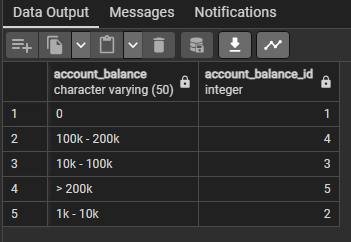 Data Output Messages Notifications
account_balance account_balance_id
character varying (50) integer
1 0 1
2 100k - 200k 4
3 10k - 100k 3
4 > 200k 5
5 1k - 10k 2